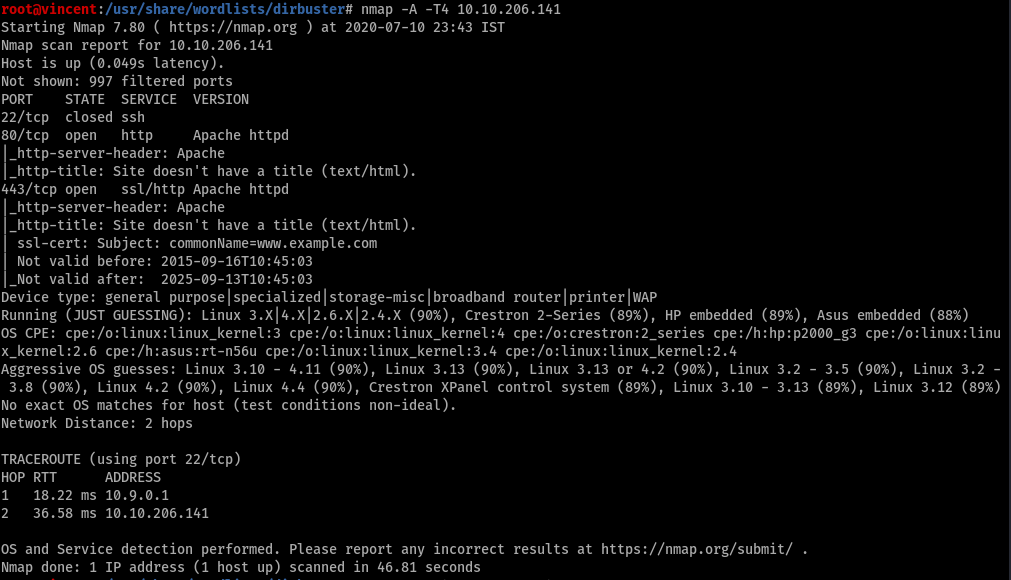 root@vincent:/usr/share/wordlists/dirbuster# nmap -A -T4 10.10.206.141
Starting Nmap 7.80 ( https://nmap.org ) at 2020-07-10 23:43 IST
Nmap scan report for 10.10.206.141
Host is up (0.049s latency).
Not shown: 997 filtered ports
PORT    STATE  SERVICE  VERSION
22/tcp  closed ssh
80/tcp  open   http     Apache httpd
|_http-server-header: Apache
|_http-title: Site doesn't have a title (text/html).
443/tcp open   ssl/http Apache httpd
|_http-server-header: Apache
|_http-title: Site doesn't have a title (text/html).
| ssl-cert: Subject: commonName=www.example.com
| Not valid before: 2015-09-16T10:45:03
|_Not valid after:  2025-09-13T10:45:03
Device type: general purpose|specialized|storage-misc|broadband router|printer|WAP
Running (JUST GUESSING): Linux 3.X|4.X|2.6.X|2.4.X (90%), Crestron 2-Series (89%), HP embedded (89%), Asus embedded (88%)
OS CPE: cpe:/o:linux:linux_kernel:3 cpe:/o:linux:linux_kernel:4 cpe:/o:crestron:2_series cpe:/h:hp:p2000_g3 cpe:/o:linux:linu
x_kernel:2.6 cpe:/h:asus:rt-n56u cpe:/o:linux:linux_kernel:3.4 cpe:/o:linux:linux_kernel:2.4
Aggressive OS guesses: Linux 3.10 - 4.11 (90%), Linux 3.13 (90%), Linux 3.13 or 4.2 (90%), Linux 3.2 - 3.5 (90%), Linux 3.2 -
 3.8 (90%), Linux 4.2 (90%), Linux 4.4 (90%), Crestron XPanel control system (89%), Linux 3.10 - 3.13 (89%), Linux 3.12 (89%)
No exact OS matches for host (test conditions non-ideal).
Network Distance: 2 hops

TRACEROUTE (using port 22/tcp)
HOP RTT      ADDRESS
1   18.22 ms 10.9.0.1
2   36.58 ms 10.10.206.141

OS and Service detection performed. Please report any incorrect results at https://nmap.org/submit/ .
Nmap done: 1 IP address (1 host up) scanned in 46.81 seconds